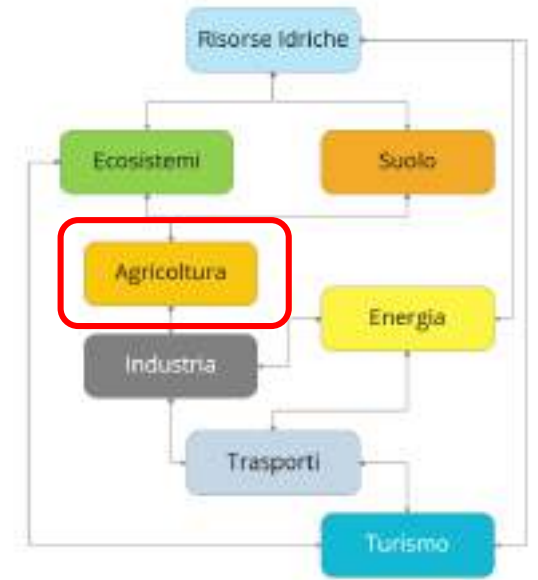 Risorse Idriche
Ecosistemi
Suolo
Agricoltura
Energia
Industria
Trasporti
Turismo